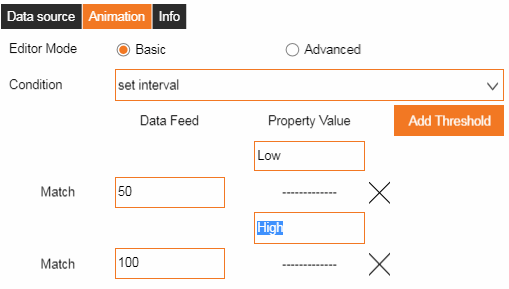 Data source Animation Info
Editor Mode Basic Advanced
Condition set interval
Data Feed Property Value Add Threshold
Low
Match 50 -------------
High
Match 100 -------------